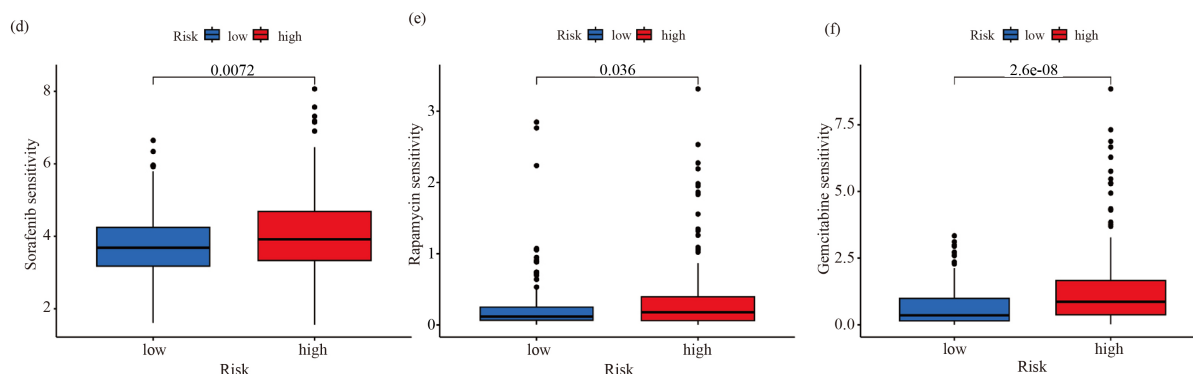 (d)
Risk low high
0.0072
Sorafenib sensitivity
8
6
4
2
low high
Risk
(e)
Risk low high
0.036
Rapamycin sensitivity
3
2
1
0
low high
Risk
(f)
Risk low high
2.6e-08
Gemcitabine sensitivity
7.5
5.0
2.5
0.0
low high
Risk